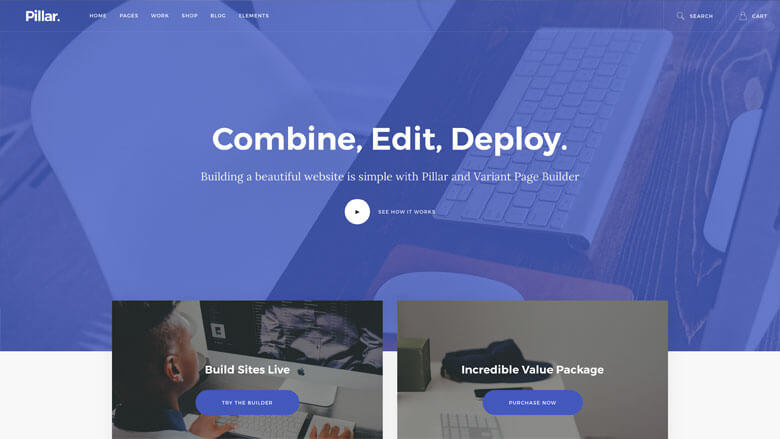 Pillar.
HOME PAGES WORK SHOP BLOG ELEMENTS
SEARCH CART
Combine, Edit, Deploy.
Building a beautiful website is simple with Pillar and Variant Page Builder
SEE HOW IT WORKS
Build Sites Live
TRY THE BUILDER
Incredible Value Package
PURCHASE NOW